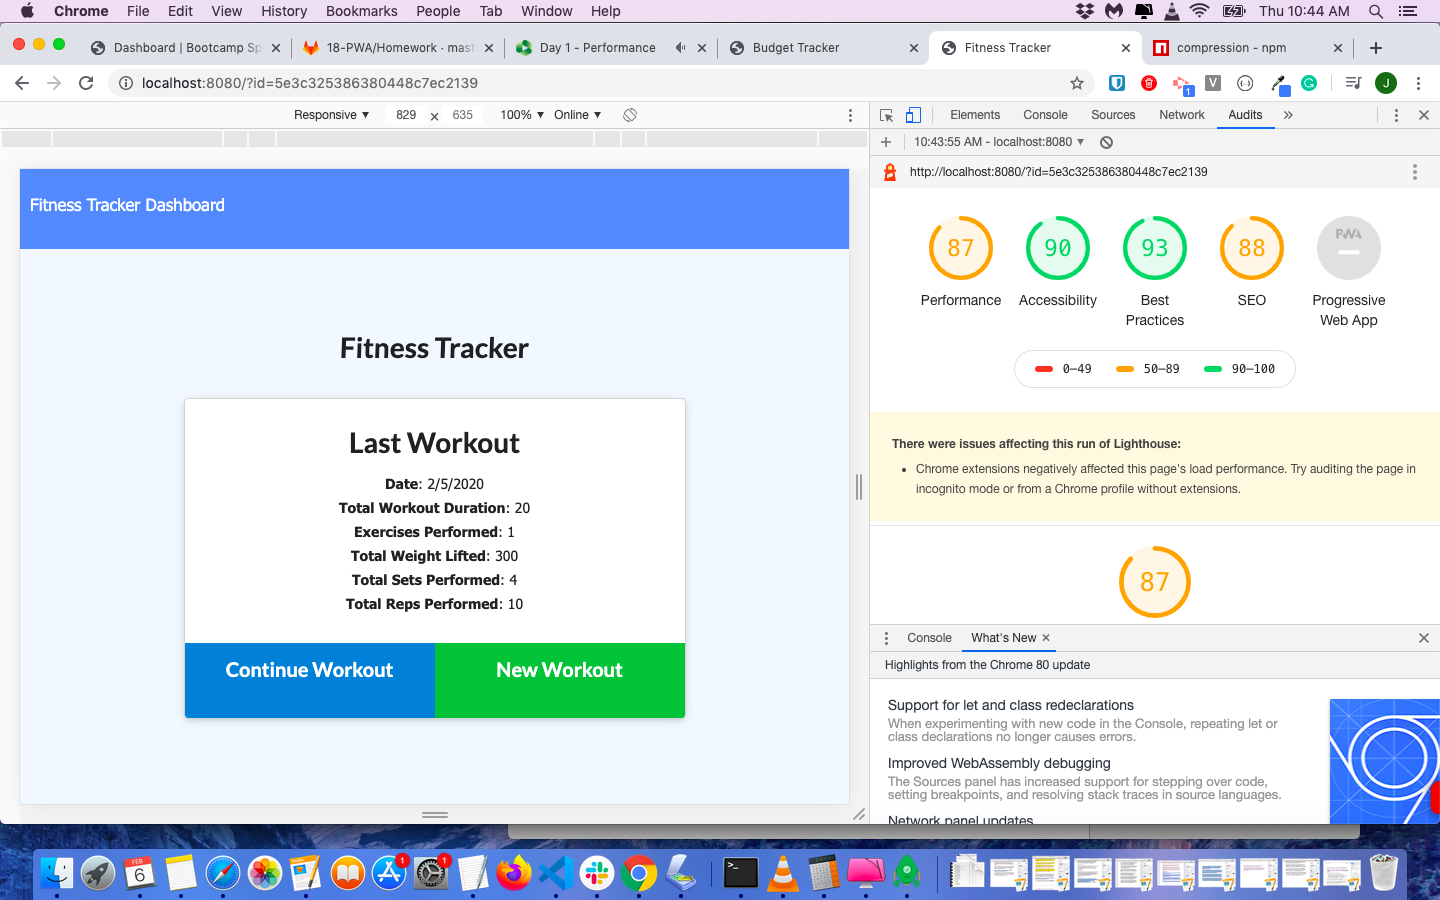 Chrome File Edit View History Bookmarks People Tab Window Help Thu 10:44 AM
Dashboard | Bootcamp Sp 18-PWA/Homework · mast Day 1 - Performance Budget Tracker Fitness Tracker compression - npm
localhost:8080/?id=5e3c325386380448c7ec2139
1 V J
Responsive 829 × 635 100% Online
Elements Console Sources Network Audits
10:43:55 AM - localhost:8080
http://localhost:8080/?id=5e3c325386380448c7ec2139
Fitness Tracker Dashboard
Fitness Tracker
Last Workout
Date: 2/5/2020
Total Workout Duration: 20
Exercises Performed: 1
Total Weight Lifted: 300
Total Sets Performed: 4
Total Reps Performed: 10
Continue Workout New Workout
87 90 93 88 PWA
Performance Accessibility Best Practices SEO Progressive Web App
0–49 50–89 90–100
There were issues affecting this run of Lighthouse:
• Chrome extensions negatively affected this page's load performance. Try auditing the page in
incognito mode or from a Chrome profile without extensions.
87
Console What's New
Highlights from the Chrome 80 update
Support for let and class redeclarations
When experimenting with new code in the Console, repeating let or
class declarations no longer causes errors.
Improved WebAssembly debugging
The Sources panel has increased support for stepping over code,
setting breakpoints, and resolving stack traces in source languages.
Network panel updates
FEB
6
1 1